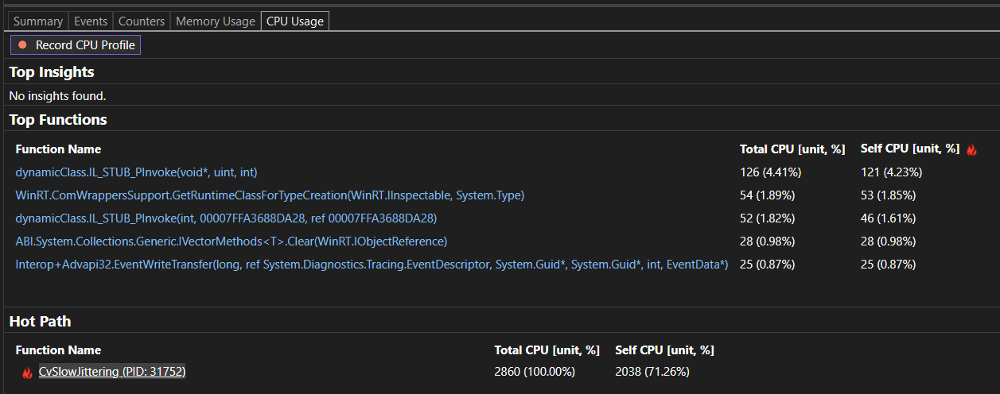 Summary Events Counters Memory Usage CPU Usage
Record CPU Profile
Top Insights
No insights found.
Top Functions
Function Name Total CPU [unit, %] Self CPU [unit, %]
dynamicClass.IL_STUB_PInvoke(void*, uint, int) 126 (4.41%) 121 (4.23%)
WinRT.ComWrappersSupport.GetRuntimeClassForTypeCreation(WinRT.IInspectable, System.Type) 54 (1.89%) 53 (1.85%)
dynamicClass.IL_STUB_PInvoke(int, 00007FFA3688DA28, ref 00007FFA3688DA28) 52 (1.82%) 46 (1.61%)
ABI.System.Collections.Generic.IVectorMethods<T>.Clear(WinRT.IObjectReference) 28 (0.98%) 28 (0.98%)
Interop+Advapi32.EventWriteTransfer(long, ref System.Diagnostics.Tracing.EventDescriptor, System.Guid*, System.Guid*, int, EventData*) 25 (0.87%) 25 (0.87%)
Hot Path
Function Name Total CPU [unit, %] Self CPU [unit, %]
CvSlowJittering (PID: 31752) 2860 (100.00%) 2038 (71.26%)